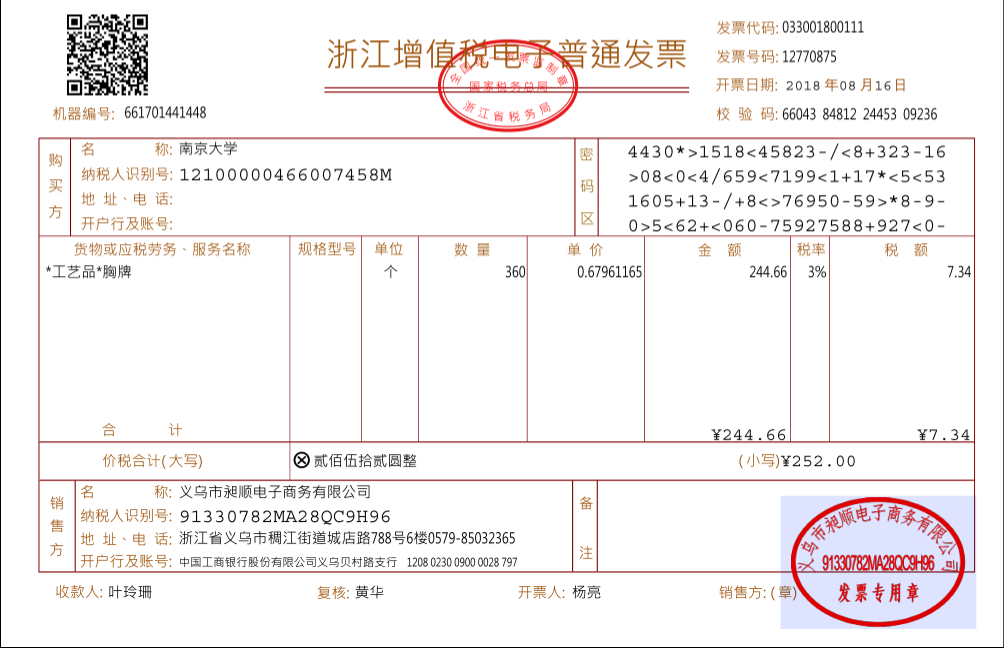 浙江增值税电子普通发票
全国统一发票监制章
国家税务总局
浙江省税务局
发票代码: 033001800111
发票号码: 12770875
开票日期: 2018 年08 月16 日
校 验 码: 66043 84812 24453 09236
机器编号: 661701441448
购买方
名 称: 南京大学
纳税人识别号: 12100000466007458M
地 址、电 话:
开户行及账号:
密码区
4430*>1518<45823-/<8+323-16
>08<0<4/659<7199<1+17*<5<53
1605+13-/+8<>76950-59>*8-9-
0>5<62+<060-75927588+927<0-
货物或应税劳务、服务名称 规格型号 单位 数 量 单 价 金 额 税率 税 额
*工艺品*胸牌 个 360 0.67961165 244.66 3% 7.34
合 计 ¥244.66 ¥7.34
价税合计(大写) ⊗贰佰伍拾贰圆整 (小写)¥252.00
销售方
名 称: 义乌市昶顺电子商务有限公司
纳税人识别号: 91330782MA28QC9H96
地 址、电 话: 浙江省义乌市稠江街道城店路788号6楼0579-85032365
开户行及账号: 中国工商银行股份有限公司义乌贝村路支行 1208 0230 0900 0028 797
备注
义乌市昶顺电子商务有限公司
91330782MA28QC9H96
发票专用章
收款人: 叶玲珊 复核: 黄华 开票人: 杨亮 销售方: (章)